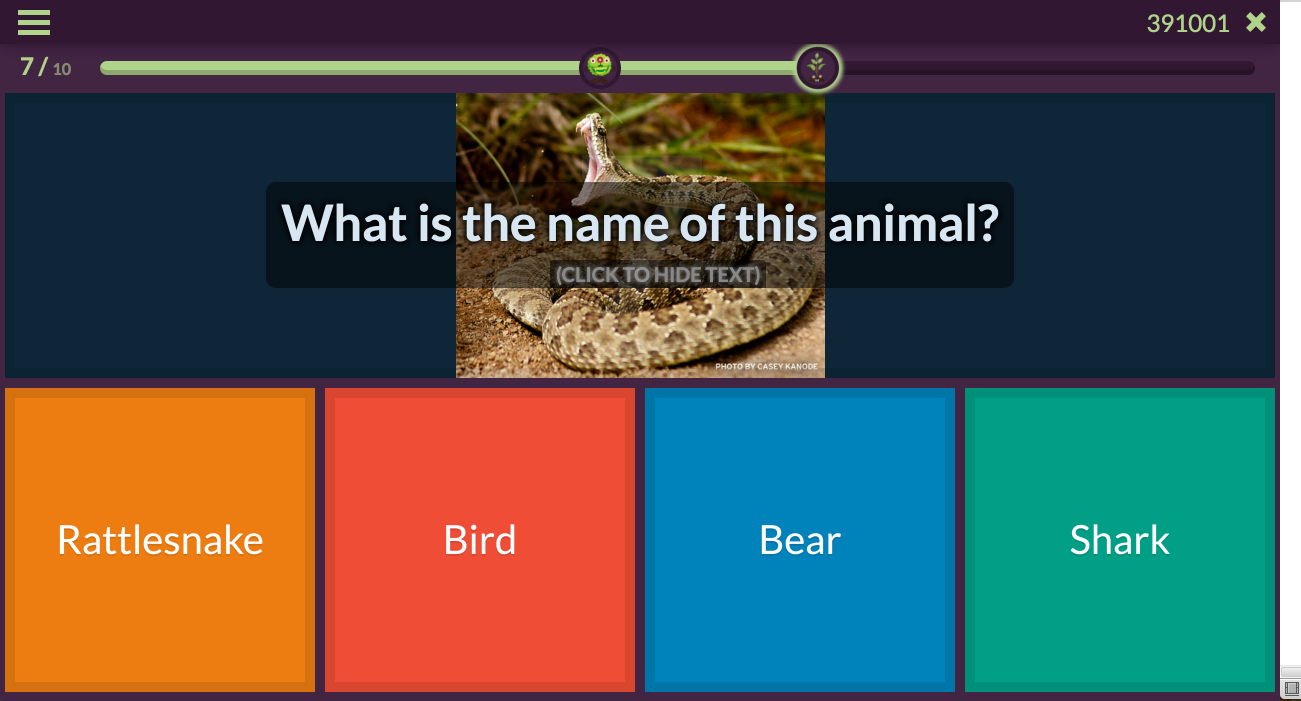 391001
7 / 10
What is the name of this animal?
(CLICK TO HIDE TEXT)
PHOTO BY CASEY KANODE
Rattlesnake
Bird
Bear
Shark